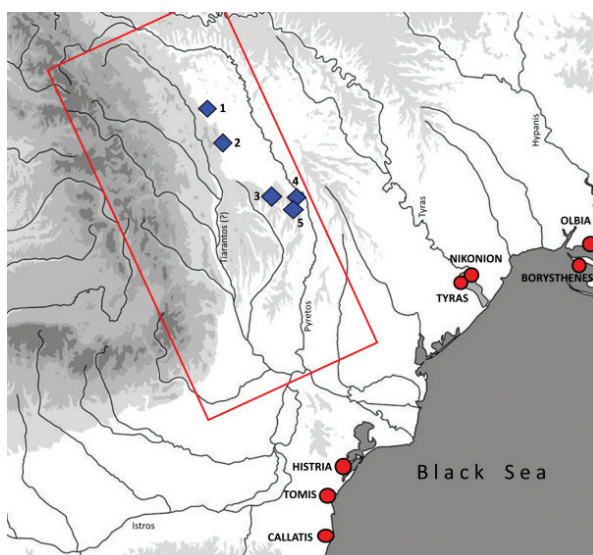 1
2
3
4
5
Tiarantos (?)
Pyretos
Tyras
Hypanis
OLBIA
BORYSTHENES
NIKONION
TYRAS
HISTRIA
TOMIS
CALLATIS
Istros
Black Sea